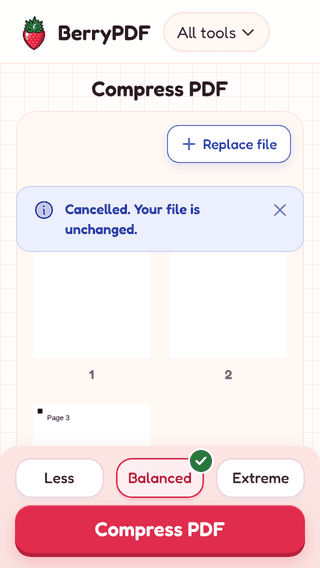 BerryPDF
All tools
Compress PDF
Replace file
Cancelled. Your file is
unchanged.
1
2
Page 3
Less
Balanced
Extreme
Compress PDF